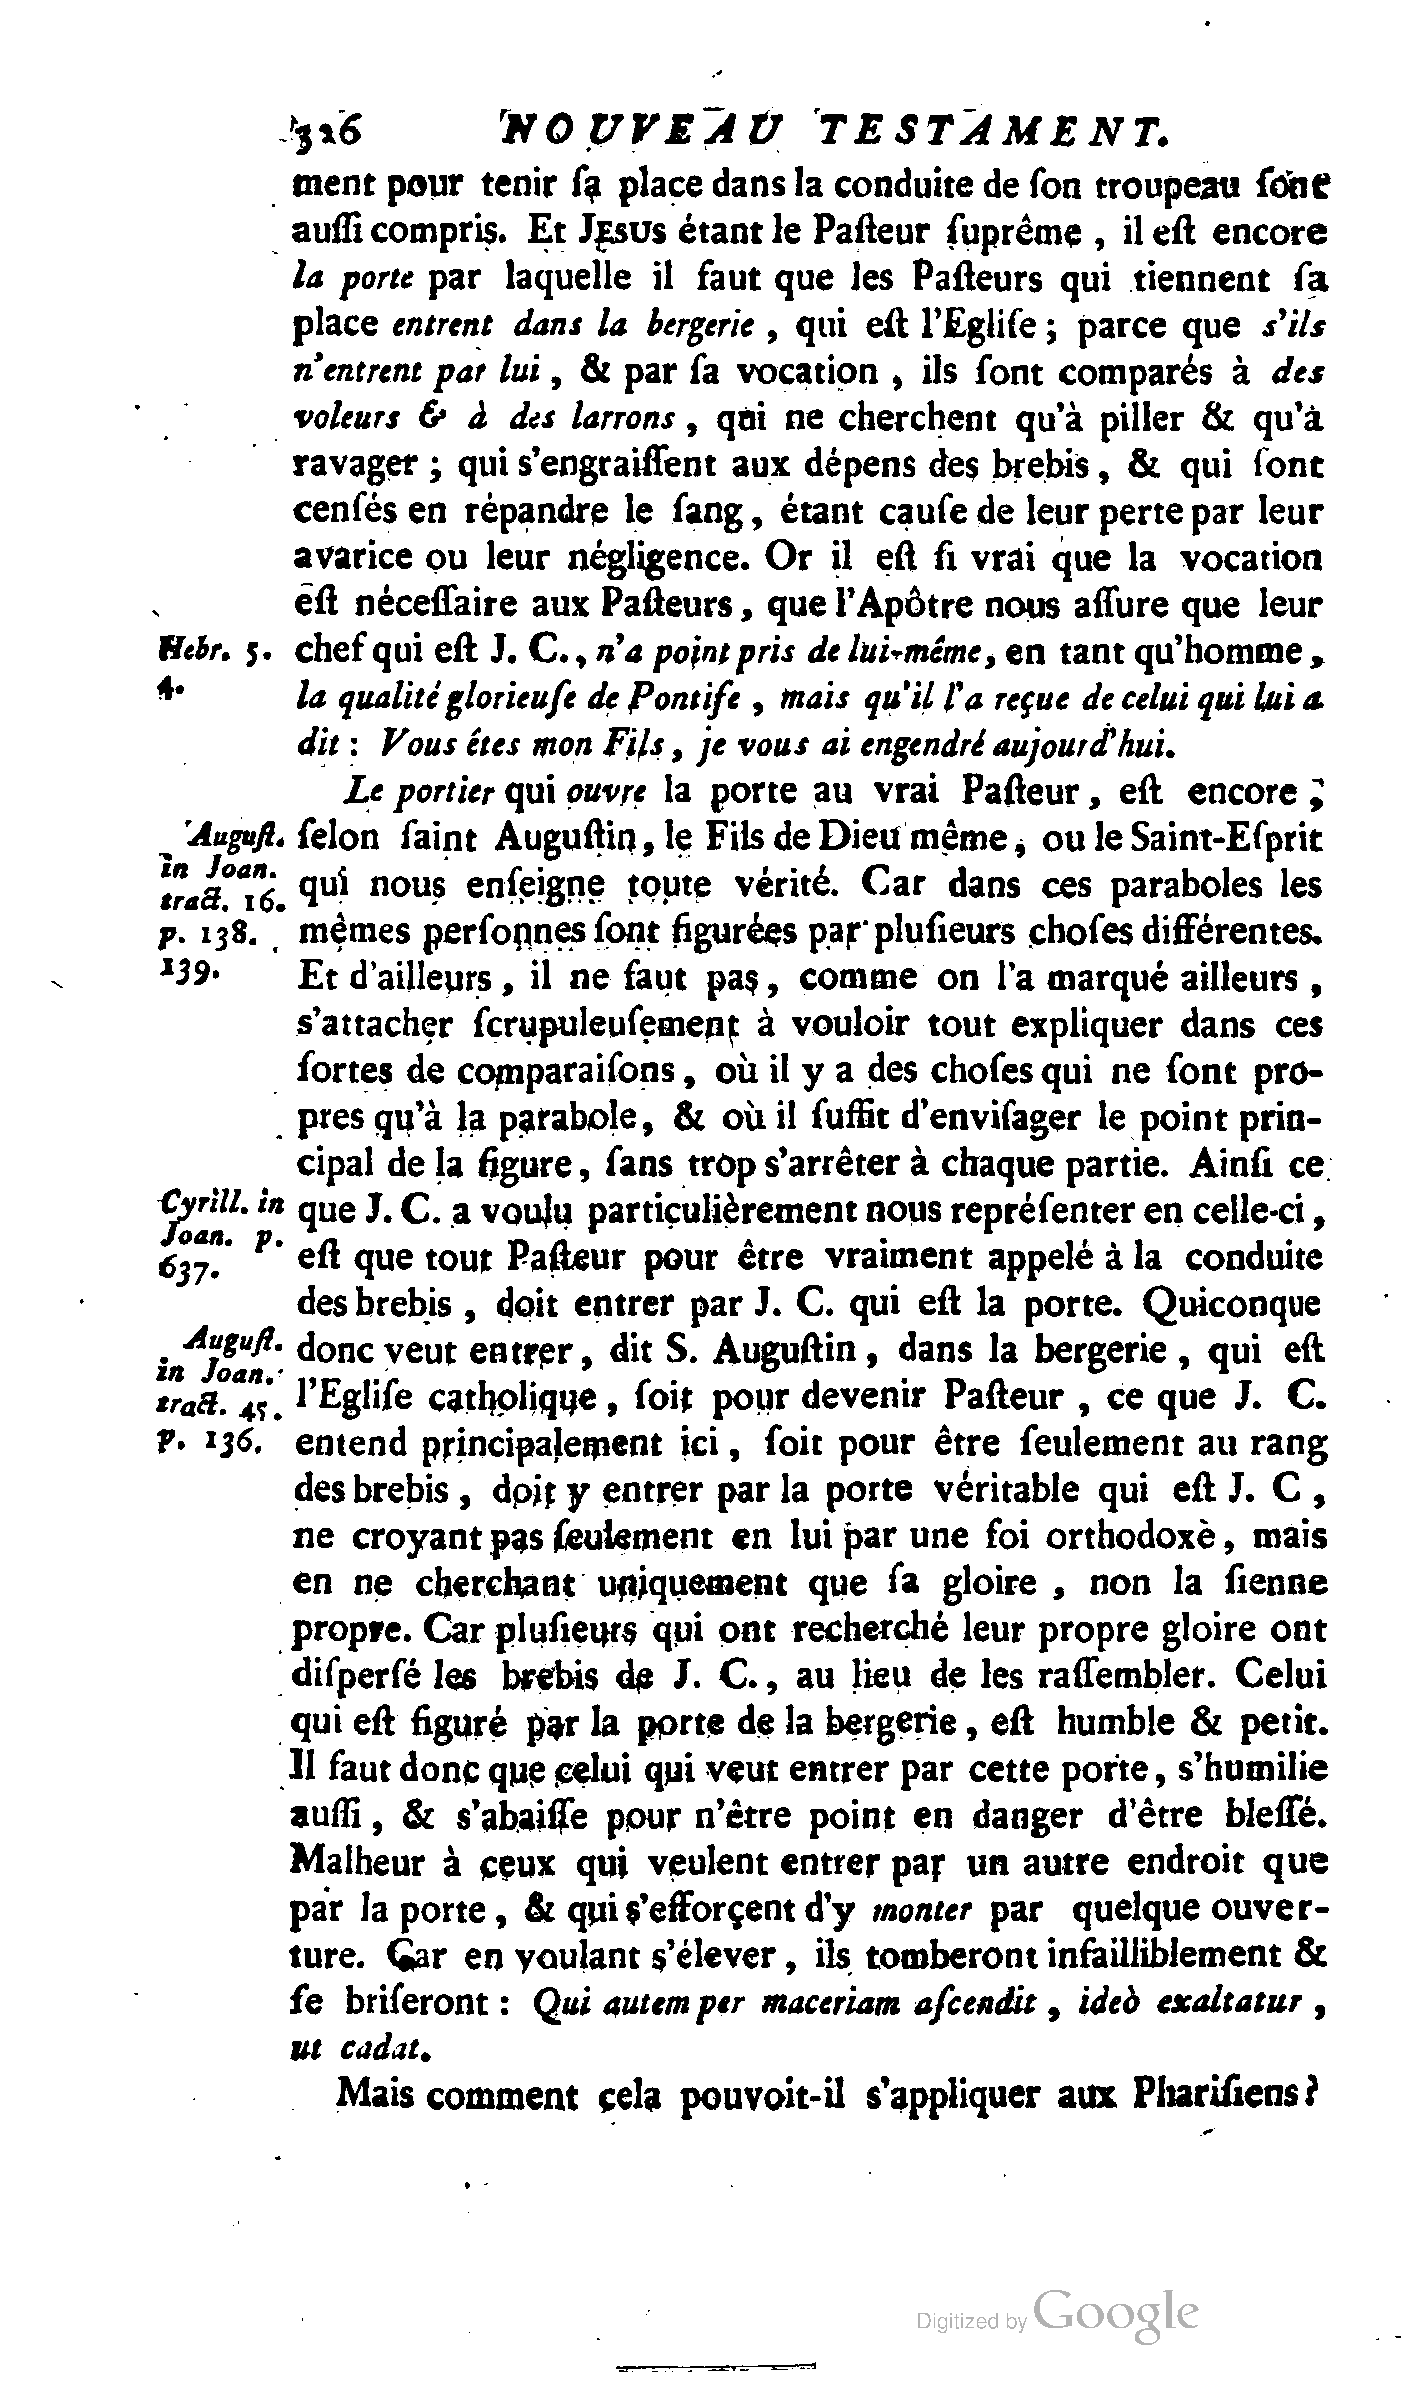 326 NOUVEAU TESTAMENT.
ment pour tenir ſa place dans la conduite de ſon troupeau ſont
auſſi compris. Et JESUS étant le Paſteur ſuprême, il eſt encore
la porte par laquelle il faut que les Paſteurs qui tiennent ſa
place entrent dans la bergerie, qui eſt l'Egliſe; parce que s'ils
n'entrent par lui, & par ſa vocation, ils ſont comparés à des
voleurs & à des larrons, qui ne cherchent qu'à piller & qu'à
ravager; qui s'engraiſſent aux dépens des brebis, & qui ſont
cenſés en répandre le ſang, étant cauſe de leur perte par leur
avarice ou leur négligence. Or il eſt ſi vrai que la vocation
eſt néceſſaire aux Paſteurs, que l'Apôtre nous aſſure que leur
Hebr. 5. chef qui eſt J. C., n'a point pris de lui-même, en tant qu'homme,
4. la qualité glorieuſe de Pontife, mais qu'il l'a reçue de celui qui lui a
dit : Vous êtes mon Fils, je vous ai engendré aujourd'hui.
Le portier qui ouvre la porte au vrai Paſteur, eſt encore;
Auguſt. ſelon ſaint Auguſtin, le Fils de Dieu même, ou le Saint-Eſprit
in Joan.
tract. 16. qui nous enſeigne toute vérité. Car dans ces paraboles les
p. 138. mêmes perſonnes ſont figurées par pluſieurs choſes différentes.
139. Et d'ailleurs, il ne faut pas, comme on l'a marqué ailleurs,
s'attacher ſcrupuleuſement à vouloir tout expliquer dans ces
ſortes de comparaiſons, où il y a des choſes qui ne ſont pro-
pres qu'à la parabole, & où il ſuffit d'enviſager le point prin-
cipal de la figure, ſans trop s'arrêter à chaque partie. Ainſi ce
Cyrill. in que J. C. a voulu particulièrement nous repréſenter en celle-ci,
Joan. p.
637. eſt que tout Paſteur pour être vraiment appelé à la conduite
des brebis, doit entrer par J. C. qui eſt la porte. Quiconque
Auguſt. donc veut entrer, dit S. Auguſtin, dans la bergerie, qui eſt
in Joan.
tract. 45. l'Egliſe catholique, ſoit pour devenir Paſteur, ce que J. C.
p. 136. entend principalement ici, ſoit pour être ſeulement au rang
des brebis, doit y entrer par la porte véritable qui eſt J. C,
ne croyant pas ſeulement en lui par une foi orthodoxè, mais
en ne cherchant uniquement que ſa gloire, non la ſienne
propre. Car pluſieurs qui ont recherché leur propre gloire ont
diſperſé les brebis de J. C., au lieu de les raſſembler. Celui
qui eſt figuré par la porte de la bergerie, eſt humble & petit.
Il faut donc que celui qui veut entrer par cette porte, s'humilie
auſſi, & s'abaiſſe pour n'être point en danger d'être bleſſé.
Malheur à ceux qui veulent entrer par un autre endroit que
par la porte, & qui s'efforçent d'y monter par quelque ouver-
ture. Car en voulant s'élever, ils tomberont infailliblement &
ſe briſeront : Qui autem per maceriam aſcendit, ideò exaltatur,
ut cadat.
Mais comment cela pouvoit-il s'appliquer aux Phariſiens?
Digitized by Google